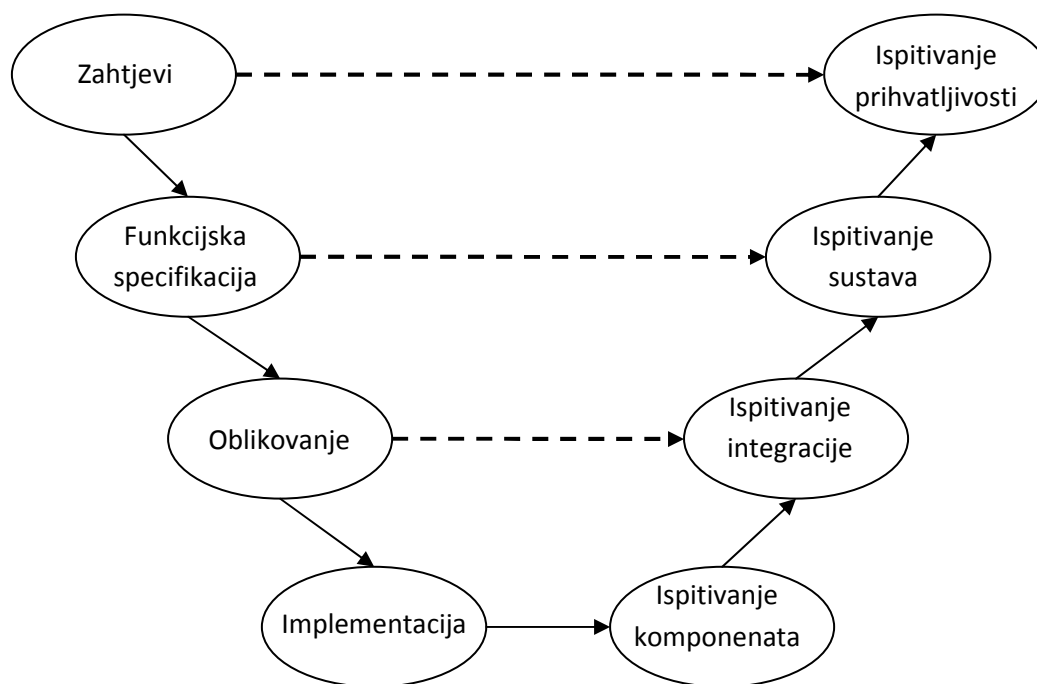 Zahtjevi
Ispitivanje
prihvatljivosti
Funkcijska
specifikacija
Ispitivanje
sustava
Oblikovanje
Ispitivanje
integracije
Implementacija
Ispitivanje
komponenata